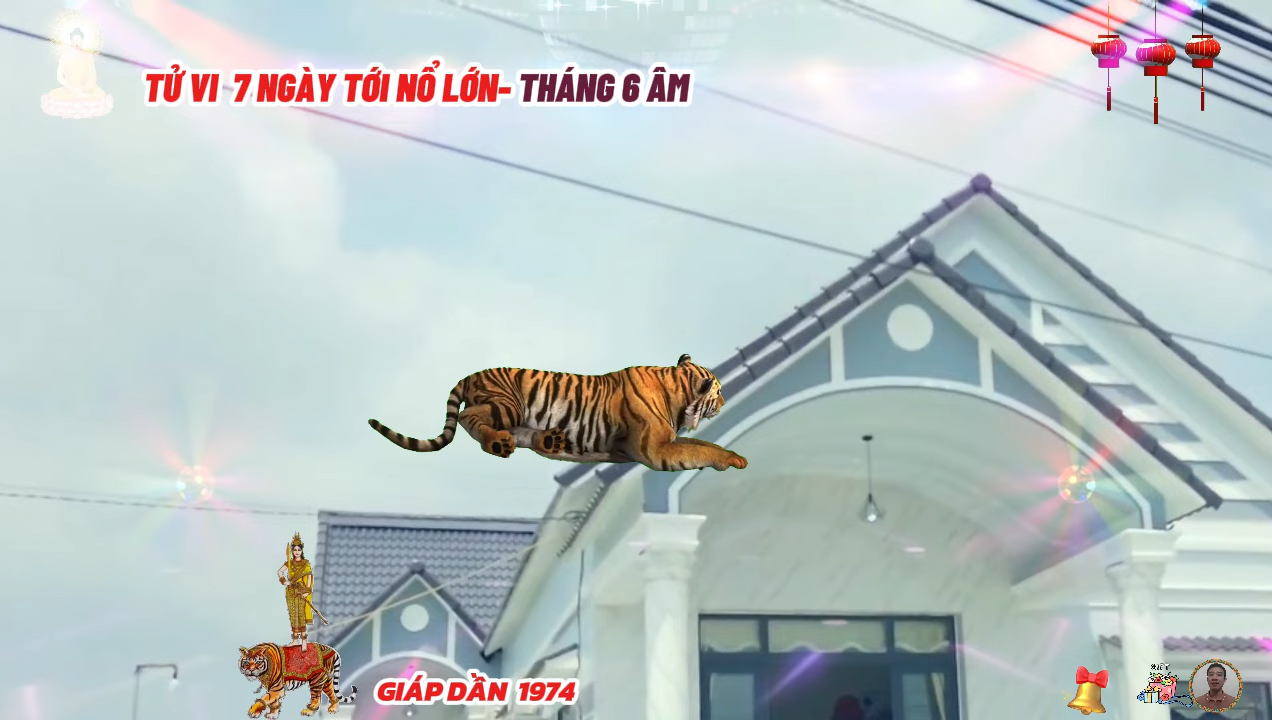 TỬ VI 7 NGÀY TỚI NỔ LỚN- THÁNG 6 ÂM
GIÁP DẦN 1974